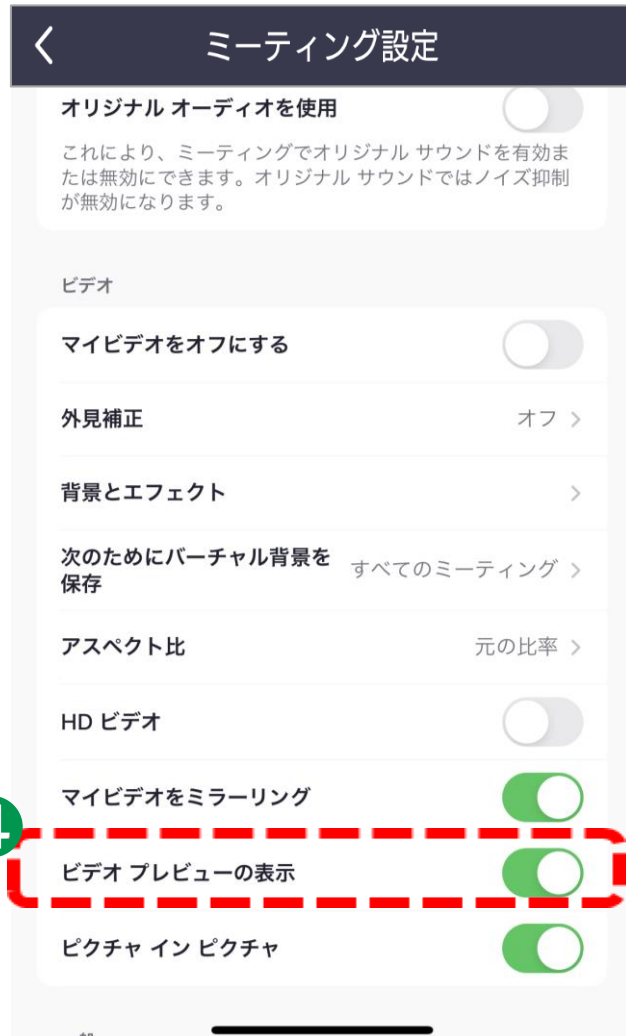 ミーティング設定
オリジナル オーディオを使用
これにより、ミーティングでオリジナル サウンドを有効ま
たは無効にできます。オリジナル サウンドではノイズ抑制
が無効になります。
ビデオ
マイビデオをオフにする
外見補正 オフ
背景とエフェクト
次のためにバーチャル背景を
保存 すべてのミーティング
アスペクト比 元の比率
HD ビデオ
マイビデオをミラーリング
4
ビデオ プレビューの表示
ピクチャ イン ピクチャ